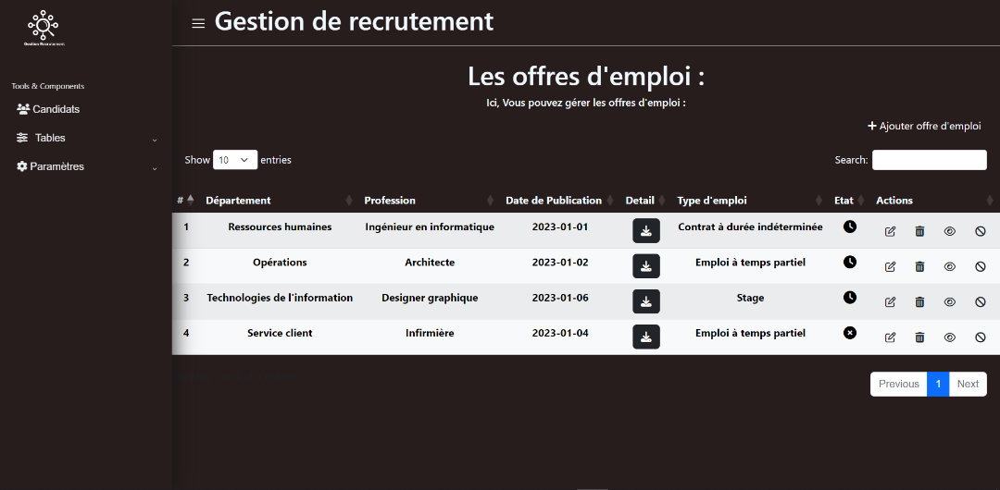 Gestion Recrutement
Gestion de recrutement
Tools & Components
Candidats
Tables
Paramètres
Les offres d'emploi :
Ici, Vous pouvez gérer les offres d'emploi :
Ajouter offre d'emploi
Show 10 entries Search:
# Département Profession Date de Publication Detail Type d'emploi Etat Actions
1 Ressources humaines Ingénieur en informatique 2023-01-01 Contrat à durée indéterminée
2 Opérations Architecte 2023-01-02 Emploi à temps partiel
3 Technologies de l'information Designer graphique 2023-01-06 Stage
4 Service client Infirmière 2023-01-04 Emploi à temps partiel
Previous 1 Next